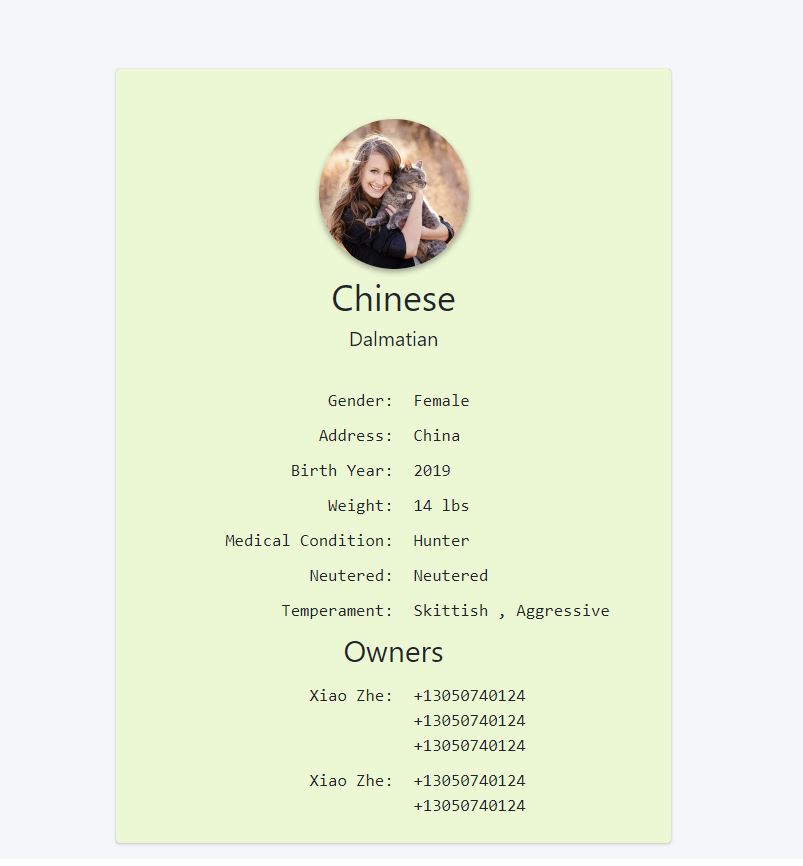 Chinese
Dalmatian
Gender: Female
Address: China
Birth Year: 2019
Weight: 14 lbs
Medical Condition: Hunter
Neutered: Neutered
Temperament: Skittish , Aggressive
Owners
Xiao Zhe: +13050740124
+13050740124
+13050740124
Xiao Zhe: +13050740124
+13050740124